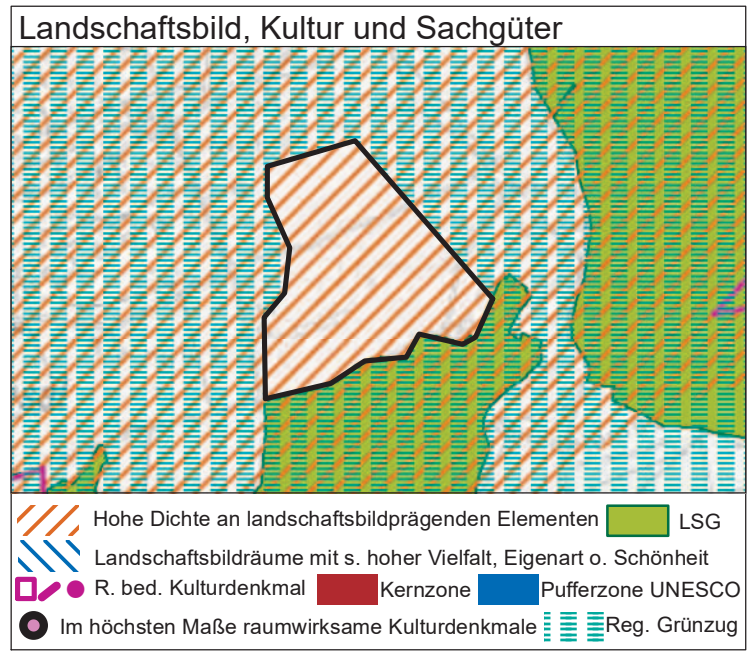 Landschaftsbild, Kultur und Sachgüter
Hohe Dichte an landschaftsbildprägenden Elementen LSG
Landschaftsbildräume mit s. hoher Vielfalt, Eigenart o. Schönheit
R. bed. Kulturdenkmal Kernzone Pufferzone UNESCO
Im höchsten Maße raumwirksame Kulturdenkmale Reg. Grünzug